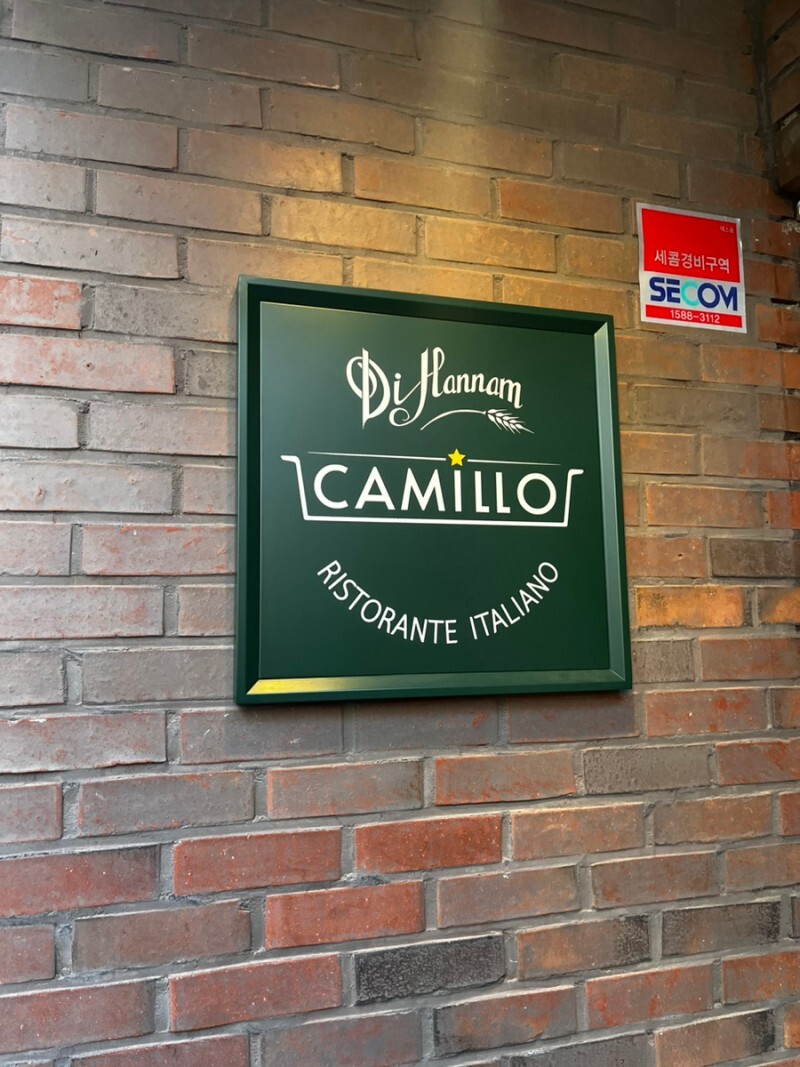 Di Hannam
CAMiLLO
RISTORANTE ITALIANO
세콤경비구역
SECOM
1588-3112